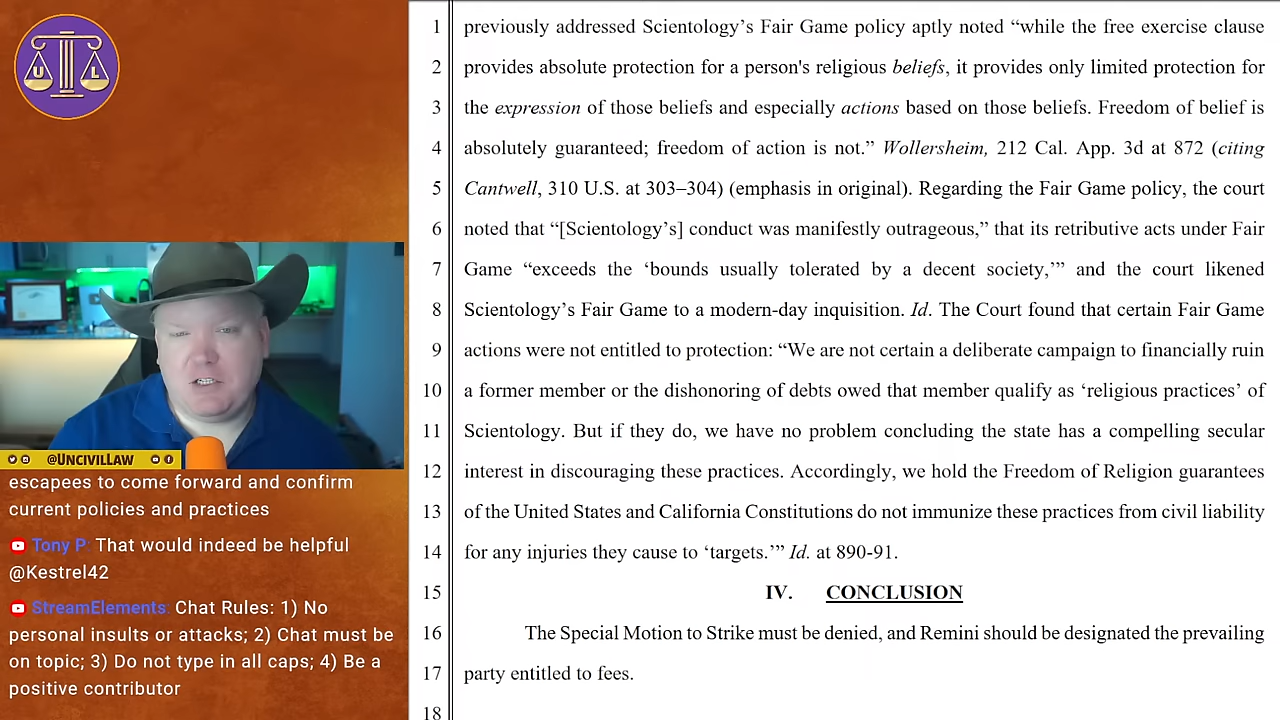 U L
@UNCIVILLAW
escapees to come forward and confirm
current policies and practices
Tony P: That would indeed be helpful
@Kestrel42
StreamElements: Chat Rules: 1) No
personal insults or attacks; 2) Chat must be
on topic; 3) Do not type in all caps; 4) Be a
positive contributor
1 previously addressed Scientology’s Fair Game policy aptly noted “while the free exercise clause
2 provides absolute protection for a person's religious beliefs, it provides only limited protection for
3 the expression of those beliefs and especially actions based on those beliefs. Freedom of belief is
4 absolutely guaranteed; freedom of action is not.” Wollersheim, 212 Cal. App. 3d at 872 (citing
5 Cantwell, 310 U.S. at 303–304) (emphasis in original). Regarding the Fair Game policy, the court
6 noted that “[Scientology’s] conduct was manifestly outrageous,” that its retributive acts under Fair
7 Game “exceeds the ‘bounds usually tolerated by a decent society,’” and the court likened
8 Scientology’s Fair Game to a modern-day inquisition. Id. The Court found that certain Fair Game
9 actions were not entitled to protection: “We are not certain a deliberate campaign to financially ruin
10 a former member or the dishonoring of debts owed that member qualify as ‘religious practices’ of
11 Scientology. But if they do, we have no problem concluding the state has a compelling secular
12 interest in discouraging these practices. Accordingly, we hold the Freedom of Religion guarantees
13 of the United States and California Constitutions do not immunize these practices from civil liability
14 for any injuries they cause to ‘targets.’” Id. at 890-91.
15 IV. CONCLUSION
16 The Special Motion to Strike must be denied, and Remini should be designated the prevailing
17 party entitled to fees.
18